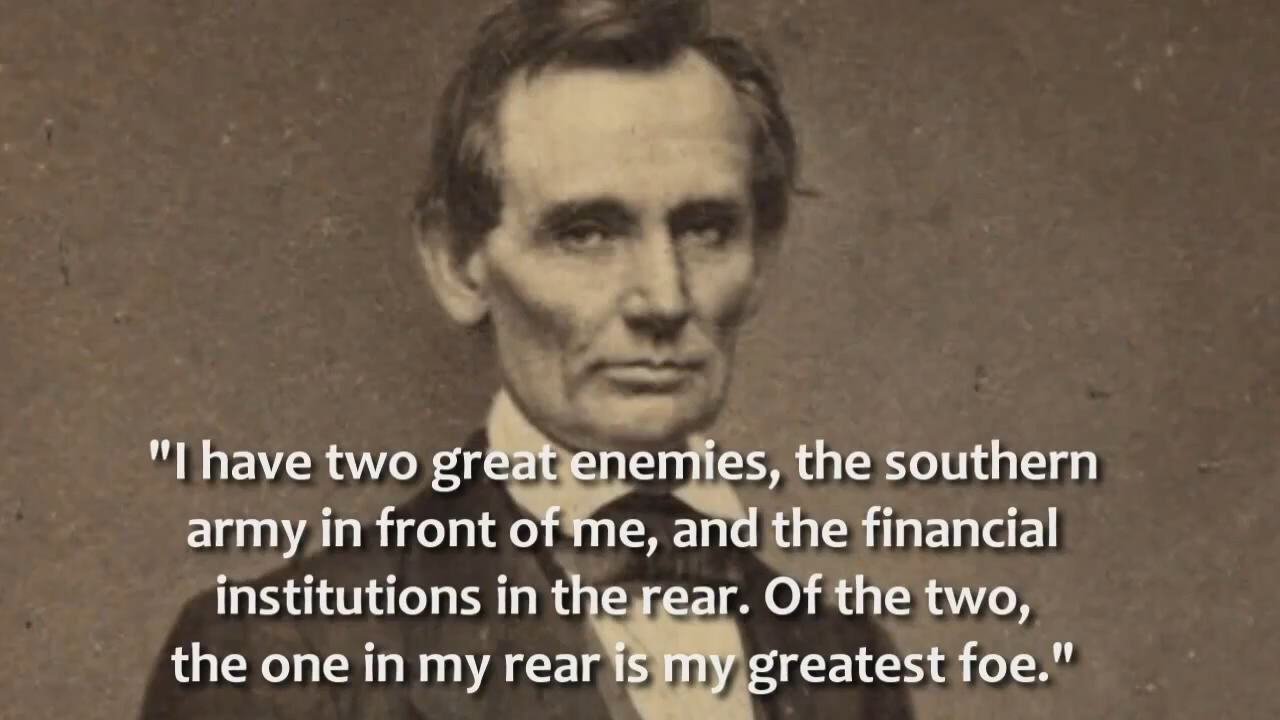 "I have two great enemies, the southern
army in front of me, and the financial
institutions in the rear. Of the two,
the one in my rear is my greatest foe."